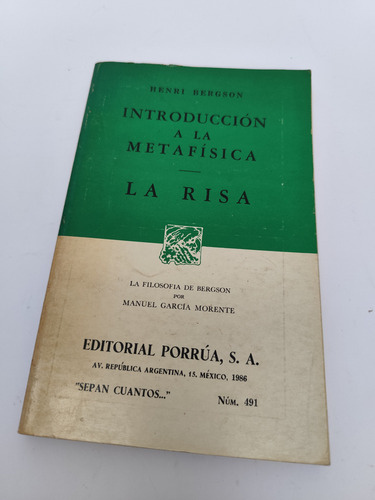 HENRI BERGSON
INTRODUCCIÓN
A LA
METAFÍSICA
LA RISA
LA FILOSOFIA DE BERGSON
POR
MANUEL GARCÍA MORENTE
EDITORIAL PORRÚA, S. A.
AV. REPÚBLICA ARGENTINA, 15. MÉXICO, 1986
"SEPAN CUANTOS..." NÚM. 491